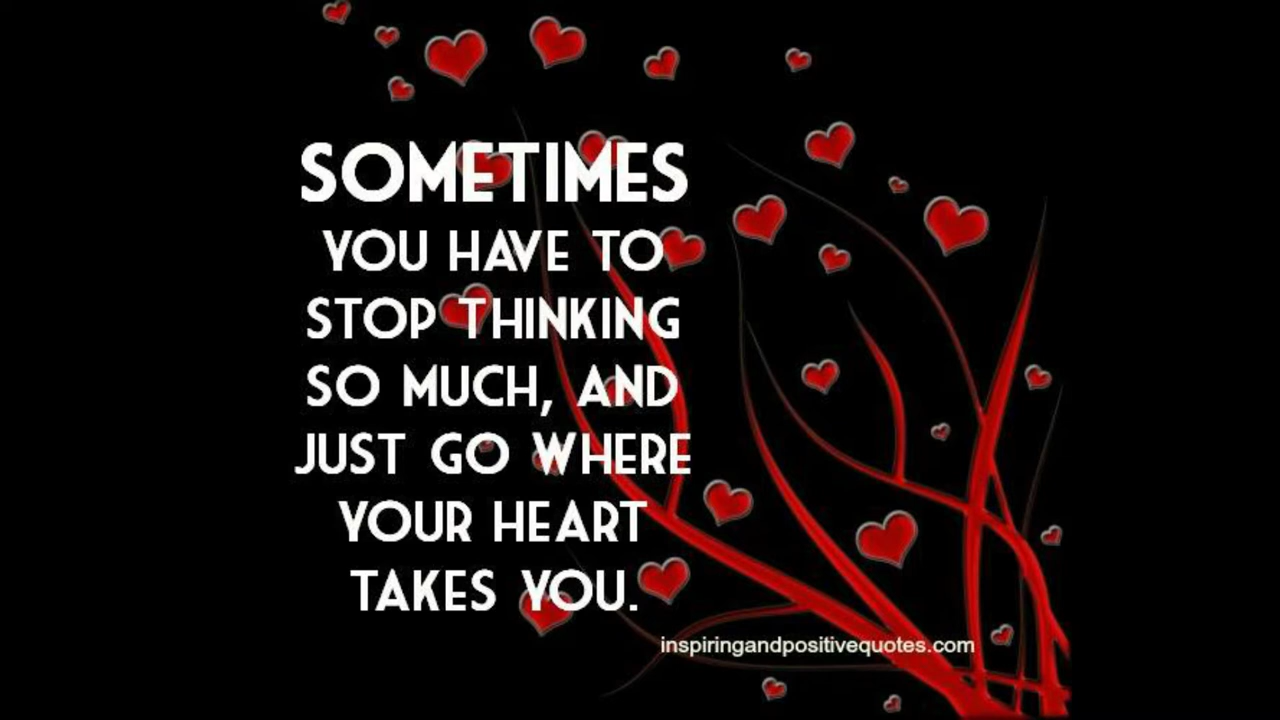 SOMETIMES
YOU HAVE TO
STOP THINKING
SO MUCH, AND
JUST GO WHERE
YOUR HEART
TAKES YOU.
inspiringandpositivequotes.com